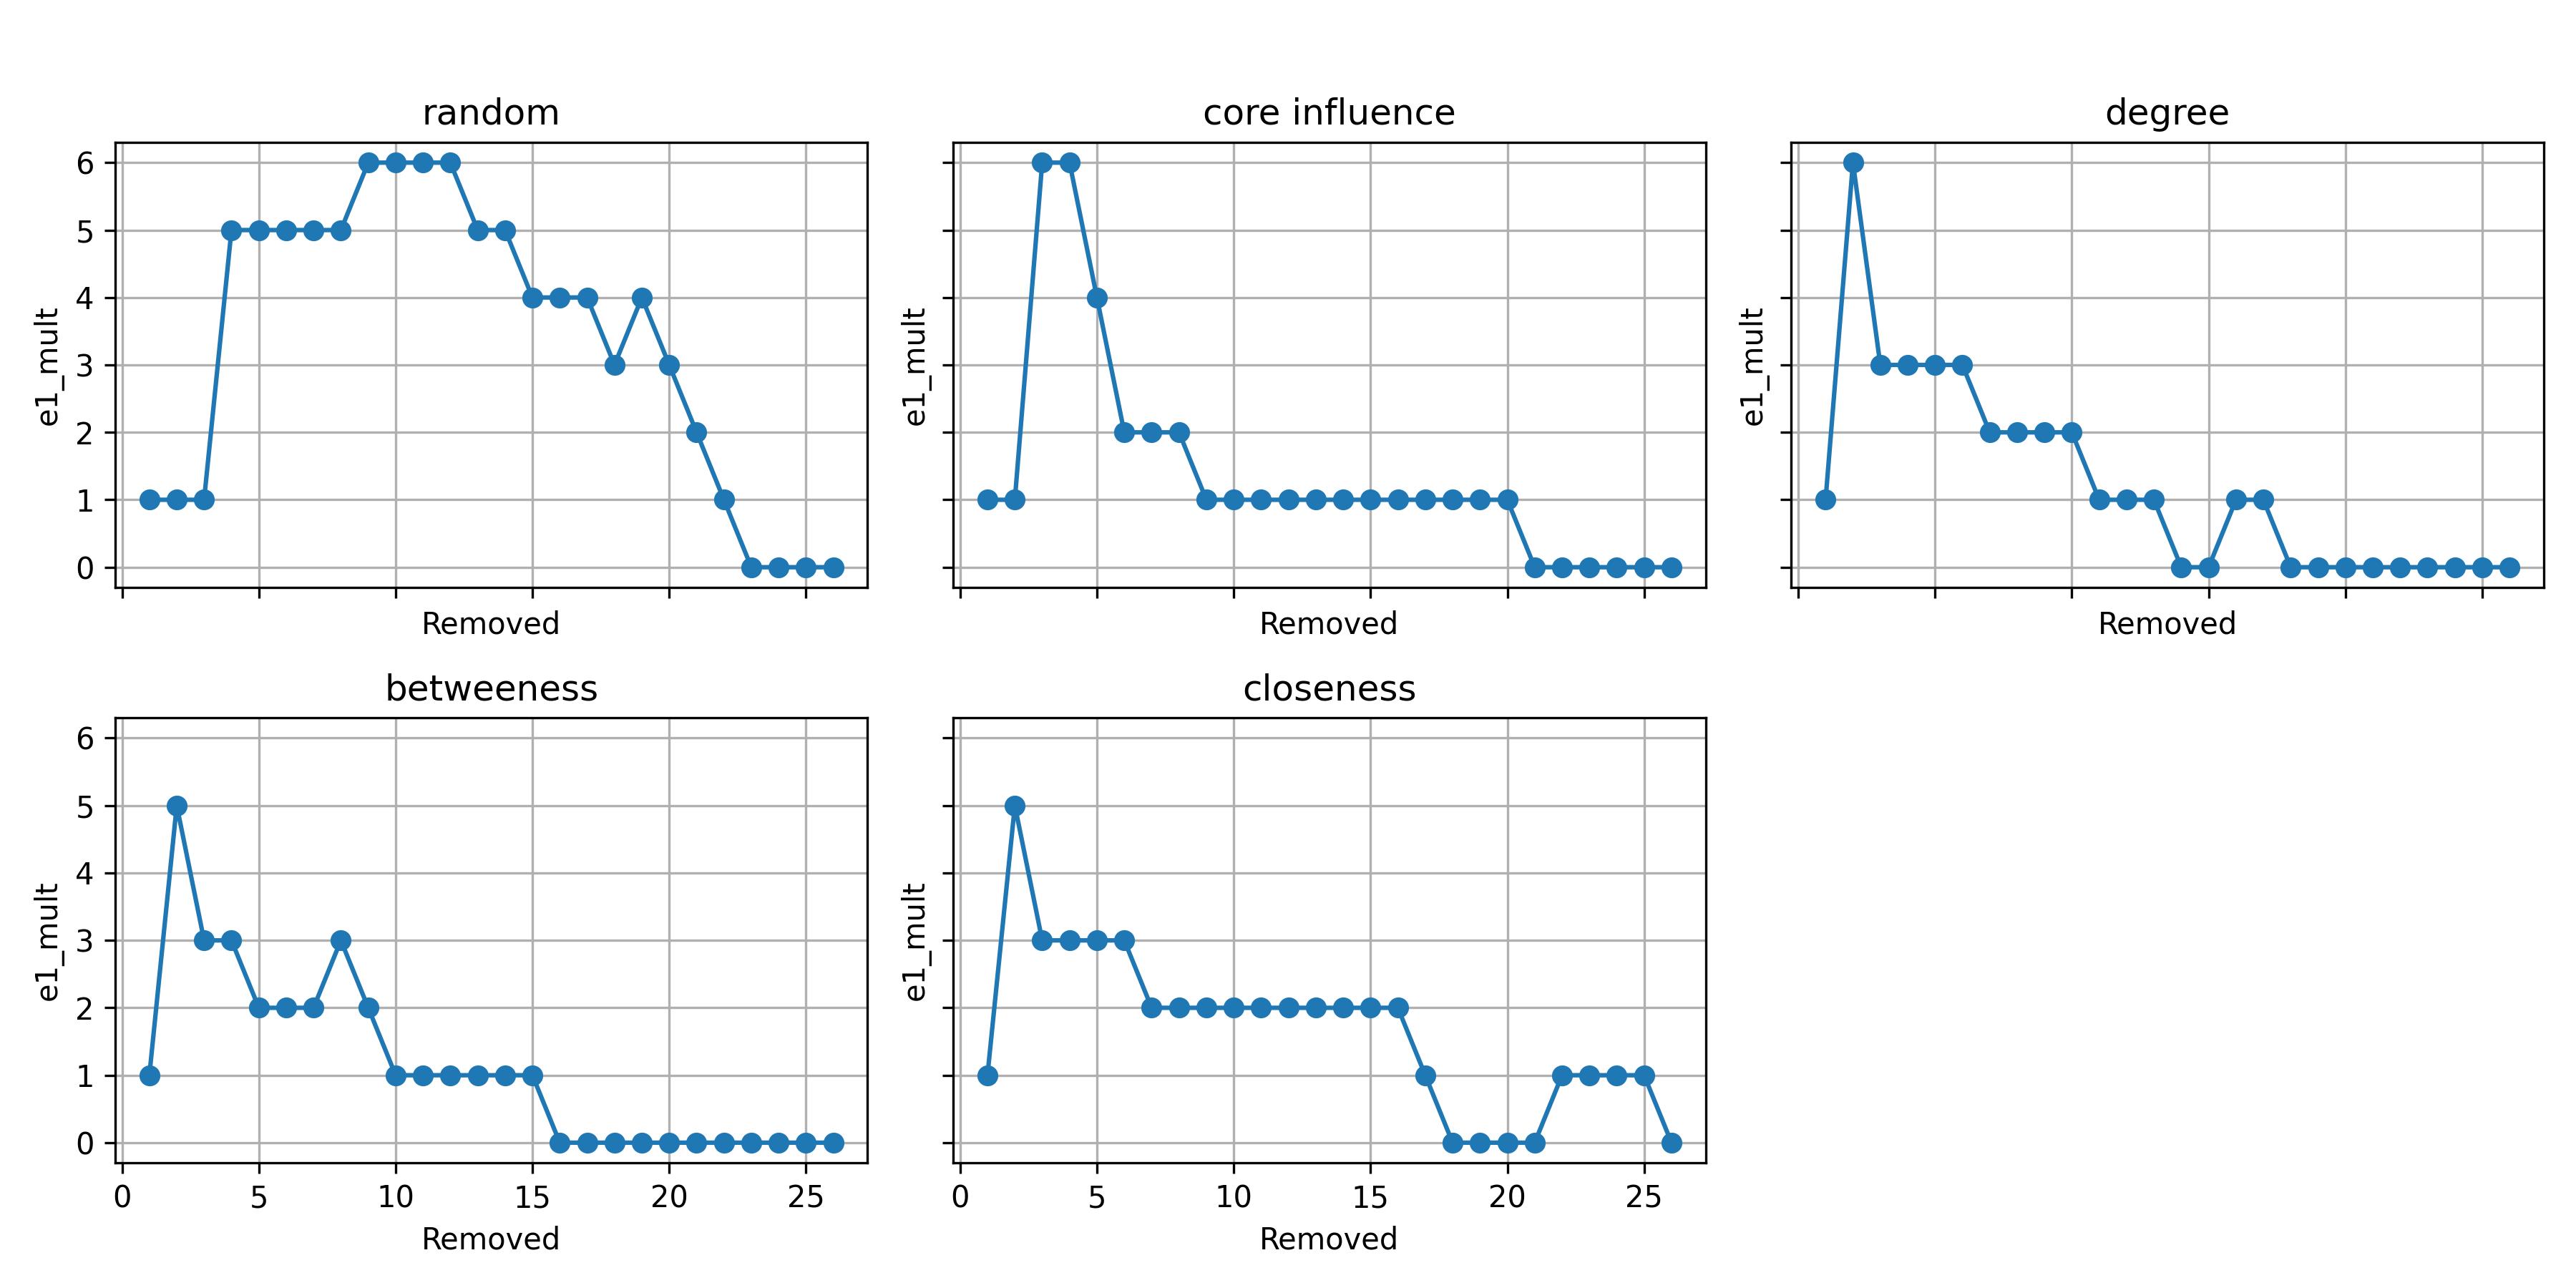 random
core influence
degree
6
5
4
3
2
1
0
e1_mult
e1_mult
e1_mult
Removed
Removed
Removed
betweeness
closeness
6
5
4
3
2
1
0
e1_mult
e1_mult
0 5 10 15 20 25
0 5 10 15 20 25
Removed
Removed